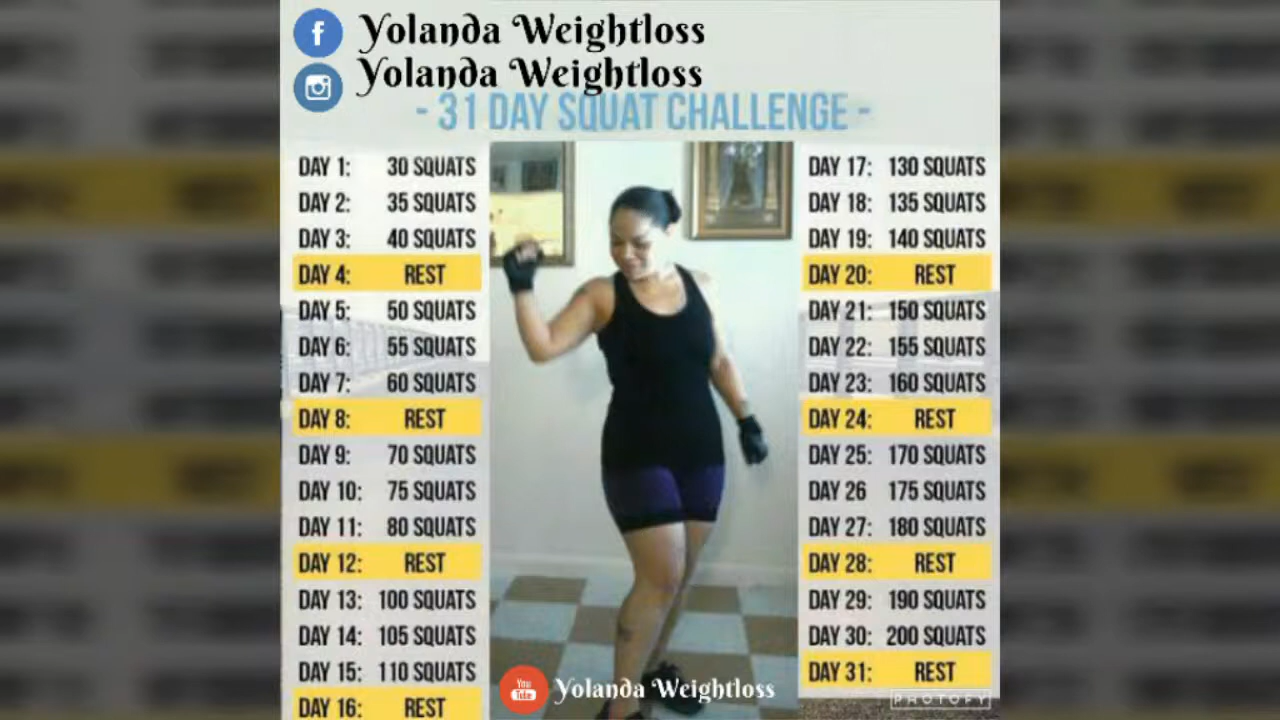 Yolanda Weightloss
Yolanda Weightloss
- 31 DAY SQUAT CHALLENGE -
DAY 1: 30 SQUATS
DAY 2: 35 SQUATS
DAY 3: 40 SQUATS
DAY 4: REST
DAY 5: 50 SQUATS
DAY 6: 55 SQUATS
DAY 7: 60 SQUATS
DAY 8: REST
DAY 9: 70 SQUATS
DAY 10: 75 SQUATS
DAY 11: 80 SQUATS
DAY 12: REST
DAY 13: 100 SQUATS
DAY 14: 105 SQUATS
DAY 15: 110 SQUATS
DAY 16: REST
DAY 17: 130 SQUATS
DAY 18: 135 SQUATS
DAY 19: 140 SQUATS
DAY 20: REST
DAY 21: 150 SQUATS
DAY 22: 155 SQUATS
DAY 23: 160 SQUATS
DAY 24: REST
DAY 25: 170 SQUATS
DAY 26 175 SQUATS
DAY 27: 180 SQUATS
DAY 28: REST
DAY 29: 190 SQUATS
DAY 30: 200 SQUATS
DAY 31: REST
You
Tube
Yolanda Weightloss
PHOTOFY